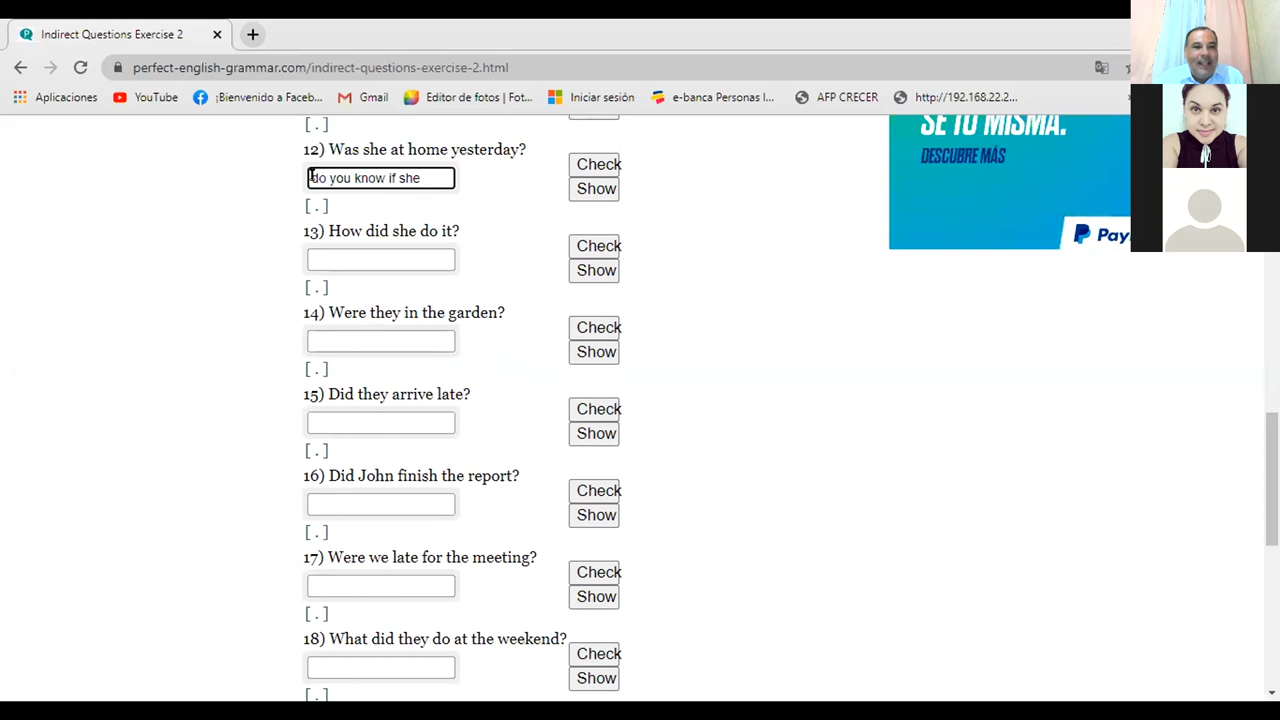 Indirect Questions Exercise 2
perfect-english-grammar.com/indirect-questions-exercise-2.html
Aplicaciones
YouTube
¡Bienvenido a Faceb...
Gmail
Editor de fotos | Fot...
Iniciar sesión
e-banca Personas I...
AFP CRECER
http://192.168.22.2...
SÉ TÚ MISMA.
DESCUBRE MÁS
[ . ]
12) Was she at home yesterday?
Check
do you know if she
Show
[ . ]
13) How did she do it?
Check
Show
[ . ]
14) Were they in the garden?
Check
Show
[ . ]
15) Did they arrive late?
Check
Show
[ . ]
16) Did John finish the report?
Check
Show
[ . ]
17) Were we late for the meeting?
Check
Show
[ . ]
18) What did they do at the weekend?
Check
Show
[ . ]